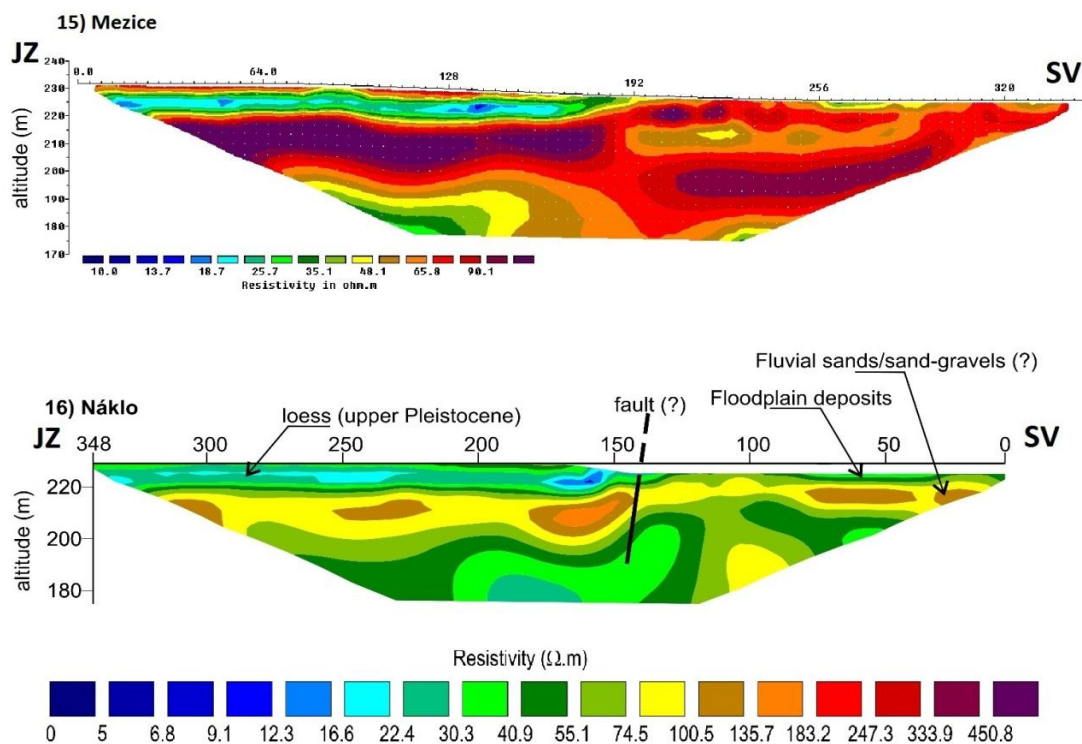 15) Mezice
JZ
SV
240
230
220
210
200
190
180
170
altitude (m)
0.0 64.0 128 192 256 320
10.0 13.7 18.7 25.7 35.1 48.1 65.8 90.1
Resistivity in ohm.m
Fluvial sands/sand-gravels (?)
16) Náklo
loess (upper Pleistocene)
fault (?)
Floodplain deposits
JZ
SV
348 300 250 200 150 100 50 0
220
200
180
altitude (m)
Resistivity (Ω.m)
0 5 6.8 9.1 12.3 16.6 22.4 30.3 40.9 55.1 74.5 100.5 135.7 183.2 247.3 333.9 450.8